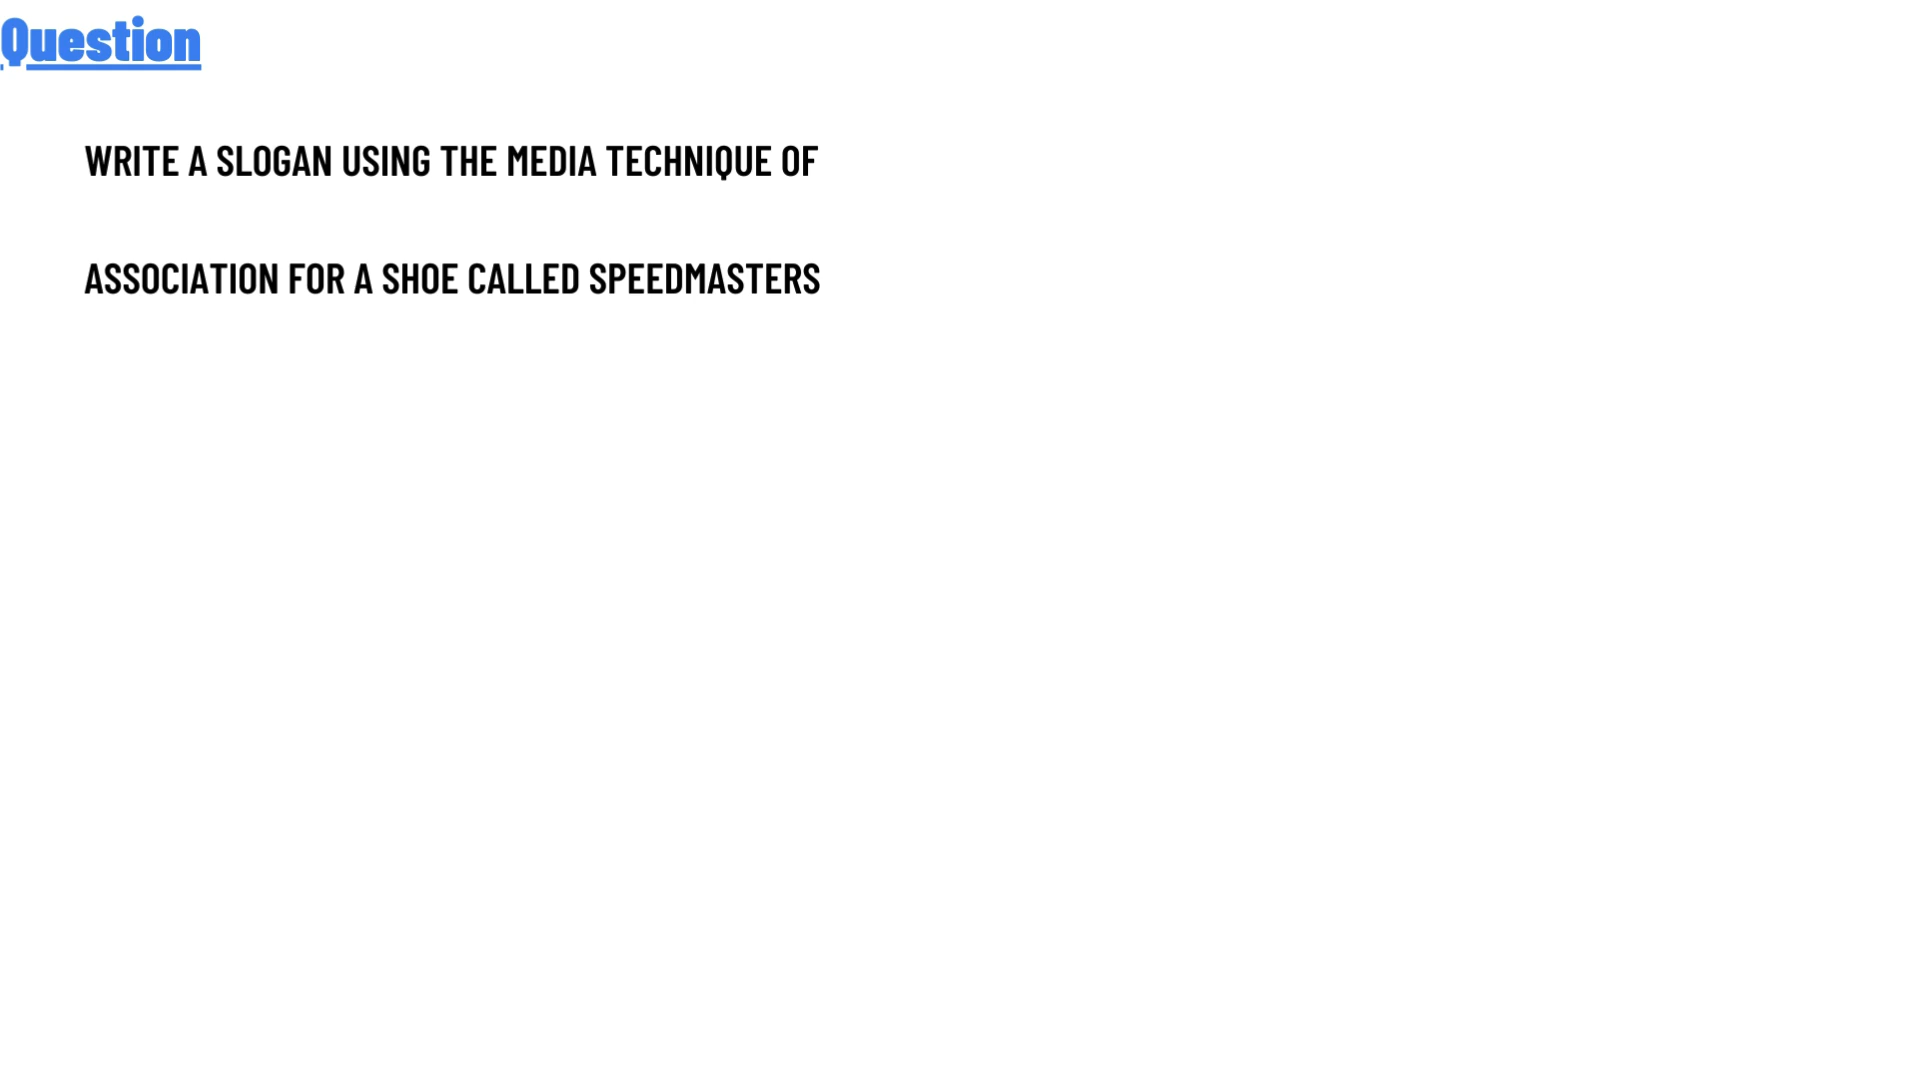 Question
WRITE A SLOGAN USING THE MEDIA TECHNIQUE OF
ASSOCIATION FOR A SHOE CALLED SPEEDMASTERS